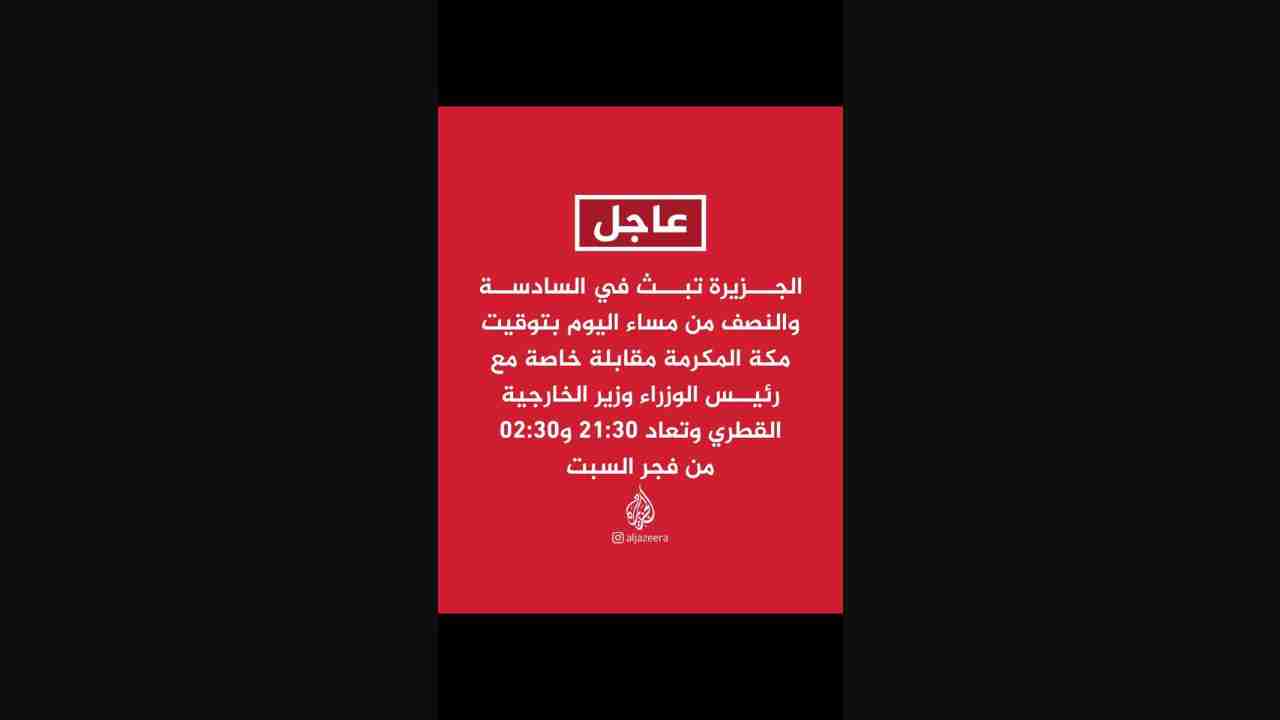 عاجل
الجـــزيرة تبـــث في السادســـة
والنصف من مساء اليوم بتوقيت
مكة المكرمة مقابلة خاصة مع
رئيـــس الوزراء وزير الخارجية
القطري وتعاد 21:30 و02:30
من فجر السبت
الجزيرة
aljazeera